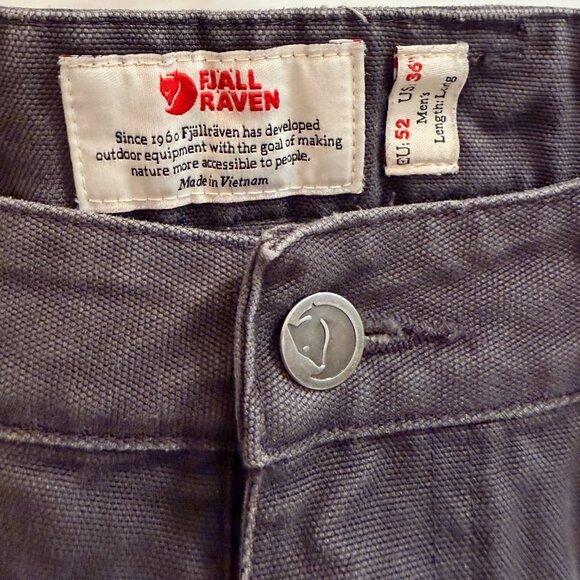 FJÄLL
RÄVEN
Since 1960 Fjällräven has developed
outdoor equipment with the goal of making
nature more accessible to people.
Made in Vietnam
EU: 52 US: 36"
Men's
Length: Long